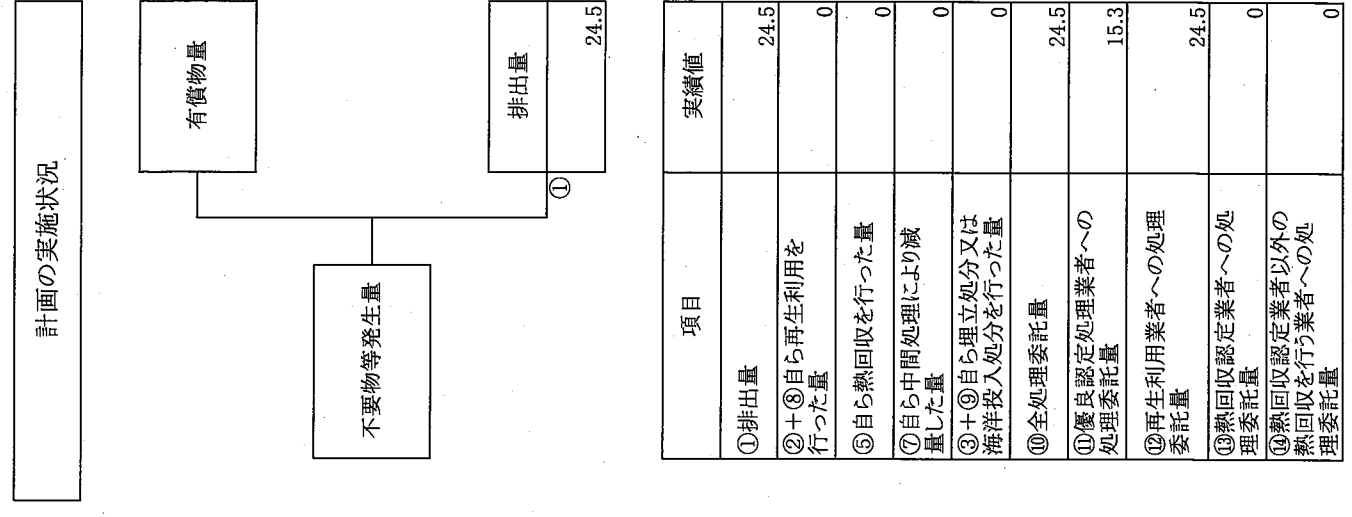 計画の実施状況
有償物量
不要物等発生量
①
排出量
24.5
項目
実績値
①排出量
24.5
②+⑧自ら再生利用を
行った量
0
⑤自ら熱回収を行った量
0
⑦自ら中間処理により減
量した量
0
③+⑨自ら埋立処分又は
海洋投入処分を行った量
0
⑩全処理委託量
24.5
⑪優良認定処理業者への
処理委託量
15.3
⑫再生利用業者への処理
委託量
24.5
⑬熱回収認定業者への処
理委託量
0
⑭熱回収認定業者以外の
熱回収を行う業者への処
理委託量
0